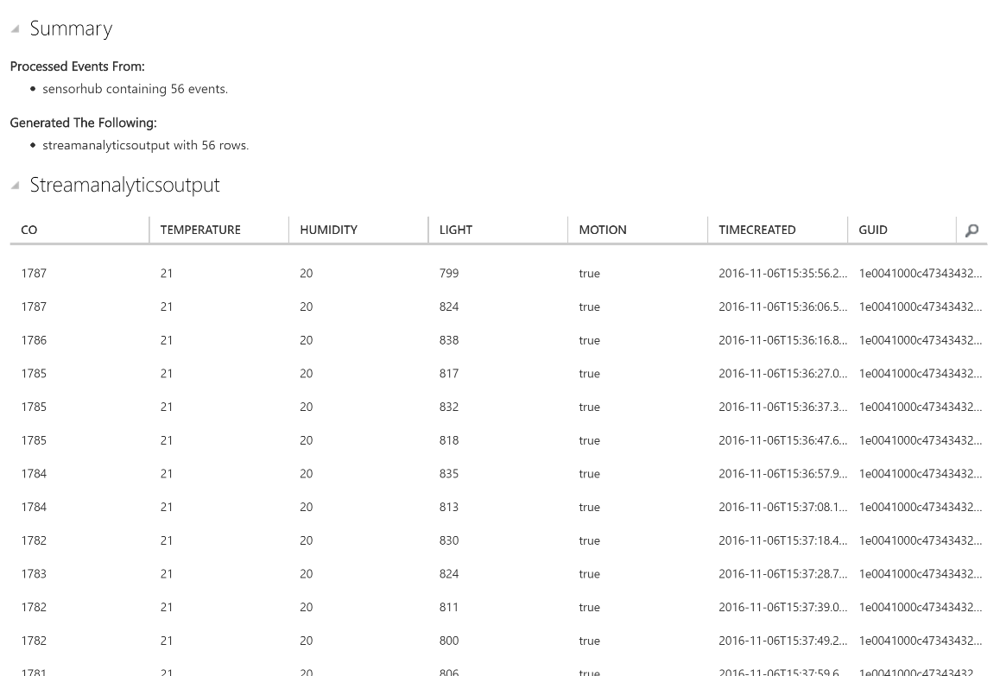 Summary
Processed Events From:
• sensorhub containing 56 events.
Generated The Following:
• streamanalyticsoutput with 56 rows.
Streamanalyticsoutput
CO TEMPERATURE HUMIDITY LIGHT MOTION TIMECREATED GUID
1787 21 20 799 true 2016-11-06T15:35:56.2... 1e0041000c47343432...
1787 21 20 824 true 2016-11-06T15:36:06.5... 1e0041000c47343432...
1786 21 20 838 true 2016-11-06T15:36:16.8... 1e0041000c47343432...
1785 21 20 817 true 2016-11-06T15:36:27.0... 1e0041000c47343432...
1785 21 20 832 true 2016-11-06T15:36:37.3... 1e0041000c47343432...
1785 21 20 818 true 2016-11-06T15:36:47.6... 1e0041000c47343432...
1784 21 20 835 true 2016-11-06T15:36:57.9... 1e0041000c47343432...
1784 21 20 813 true 2016-11-06T15:37:08.1... 1e0041000c47343432...
1782 21 20 830 true 2016-11-06T15:37:18.4... 1e0041000c47343432...
1783 21 20 824 true 2016-11-06T15:37:28.7... 1e0041000c47343432...
1782 21 20 811 true 2016-11-06T15:37:39.0... 1e0041000c47343432...
1782 21 20 800 true 2016-11-06T15:37:49.2... 1e0041000c47343432...
1781 21 20 806 true 2016-11-06T15:37:59.6... 1e0041000c47343432...